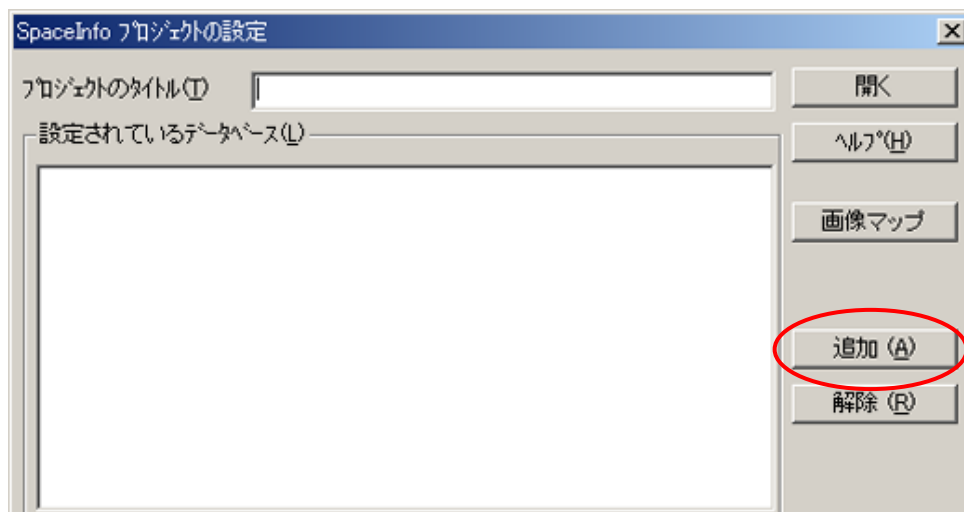 SpaceInfo ﾌﾟﾛｼﾞｪｸﾄの設定
ﾌﾟﾛｼﾞｪｸﾄのﾀｲﾄﾙ(T)
開く
設定されているﾃﾞｰﾀﾍﾞｰｽ(L)
ﾍﾙﾌﾟ(H)
画像マップ
追加 (A)
解除 (R)